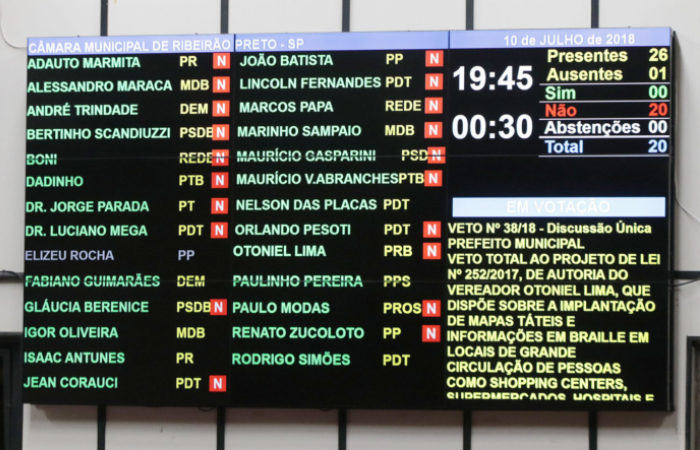 CÂMARA MUNICIPAL DE RIBEIRÃO PRETO - SP
ADAUTO MARMITA PR N
ALESSANDRO MARACA MDB N
ANDRÉ TRINDADE DEM N
BERTINHO SCANDIUZZI PSDB N
BONI REDE N
DADINHO PTB N
DR. JORGE PARADA PT N
DR. LUCIANO MEGA PDT N
ELIZEU ROCHA PP
FABIANO GUIMARÃES DEM
GLÁUCIA BERENICE PSDB N
IGOR OLIVEIRA MDB
ISAAC ANTUNES PR
JEAN CORAUCI PDT N
JOÃO BATISTA PP N
LINCOLN FERNANDES PDT N
MARCOS PAPA REDE N
MARINHO SAMPAIO MDB N
MAURÍCIO GASPARINI PSD N
MAURÍCIO V.ABRANCHES PTB N
NELSON DAS PLACAS PDT
ORLANDO PESOTI PDT N
OTONIEL LIMA PRB N
PAULINHO PEREIRA PPS
PAULO MODAS PROS N
RENATO ZUCOLOTO PP N
RODRIGO SIMÕES PDT
10 de JULHO de 2018
19:45
00:30
Presentes 26
Ausentes 01
Sim 00
Não 20
Abstenções 00
Total 20
EM VOTAÇÃO
VETO Nº 38/18 - Discussão Única
PREFEITO MUNICIPAL
VETO TOTAL AO PROJETO DE LEI
Nº 252/2017, DE AUTORIA DO
VEREADOR OTONIEL LIMA, QUE
DISPÕE SOBRE A IMPLANTAÇÃO
DE MAPAS TÁTEIS E
INFORMAÇÕES EM BRAILLE EM
LOCAIS DE GRANDE
CIRCULAÇÃO DE PESSOAS
COMO SHOPPING CENTERS,
SUPERMERCADOS, HOSPITAIS E